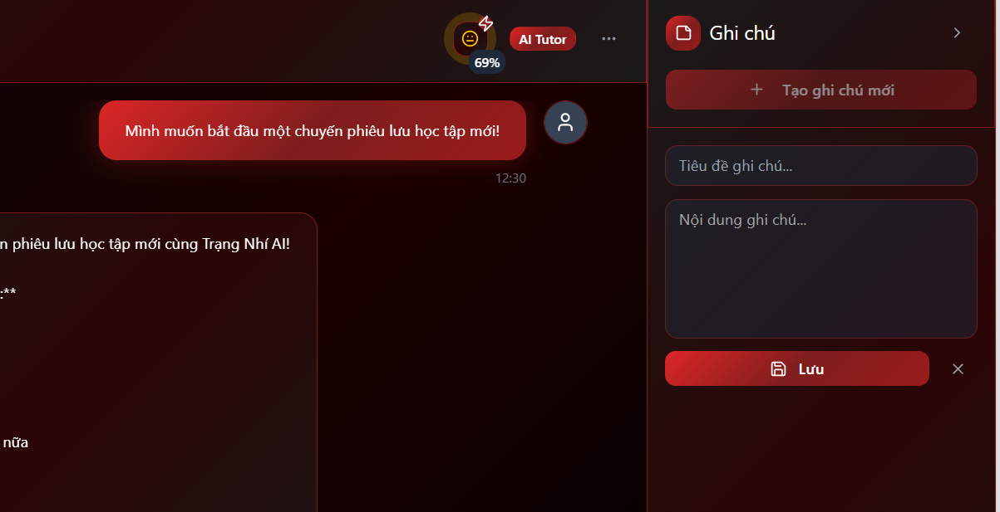 69%
AI Tutor
Mình muốn bắt đầu một chuyến phiêu lưu học tập mới!
12:30
n phiêu lưu học tập mới cùng Trạng Nhí AI!
:**
nữa
Ghi chú
Tạo ghi chú mới
Tiêu đề ghi chú...
Nội dung ghi chú...
Lưu